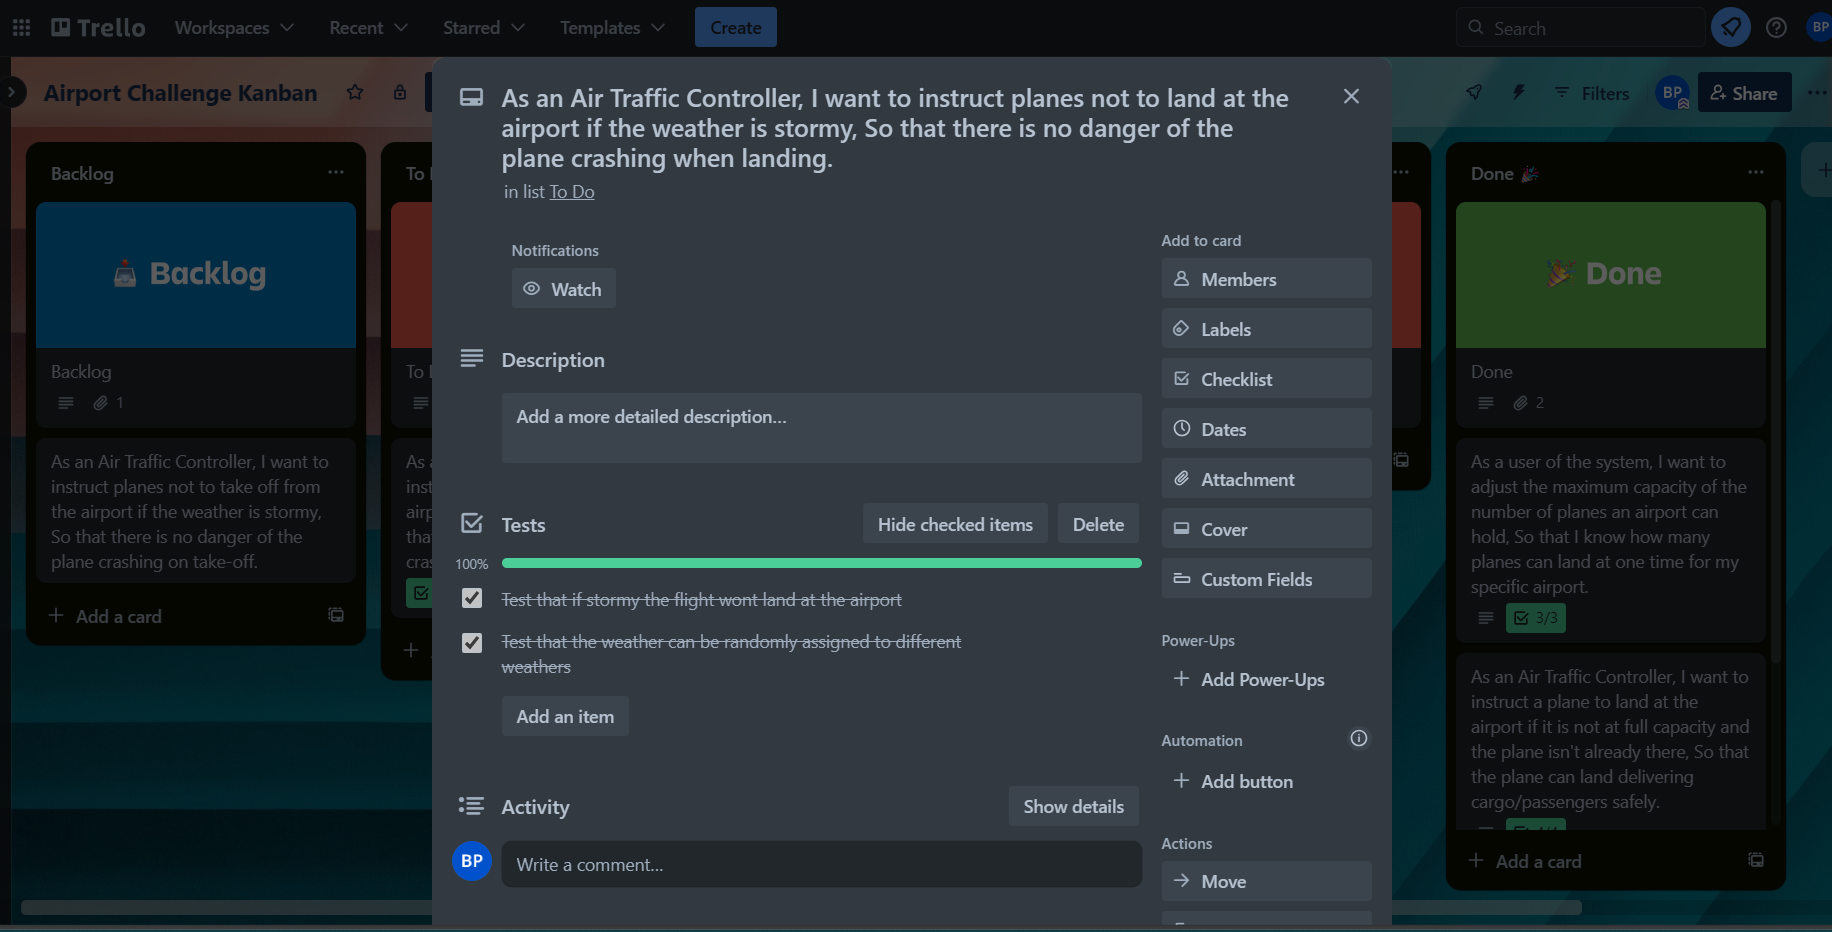 Trello
Workspaces
Recent
Starred
Templates
Create
Search
BP
Airport Challenge Kanban
Filters
BP
Share
Backlog
Backlog
Backlog
1
As an Air Traffic Controller, I want to
instruct planes not to take off from
the airport if the weather is stormy,
So that there is no danger of the
plane crashing on take-off.
Add a card
To
To
As
inst
airp
that
cras
As an Air Traffic Controller, I want to instruct planes not to land at the
airport if the weather is stormy, So that there is no danger of the
plane crashing when landing.
in list To Do
Notifications
Watch
Description
Add a more detailed description...
Tests
Hide checked items
Delete
100%
Test that if stormy the flight wont land at the airport
Test that the weather can be randomly assigned to different
weathers
Add an item
Activity
Show details
BP
Write a comment...
Add to card
Members
Labels
Checklist
Dates
Attachment
Cover
Custom Fields
Power-Ups
Add Power-Ups
Automation
Add button
Actions
Move
Done 🎉
Done
Done
2
As a user of the system, I want to
adjust the maximum capacity of the
number of planes an airport can
hold, So that I know how many
planes can land at one time for my
specific airport.
3/3
As an Air Traffic Controller, I want to
instruct a plane to land at the
airport if it is not at full capacity and
the plane isn't already there, So that
the plane can land delivering
cargo/passengers safely.
Add a card